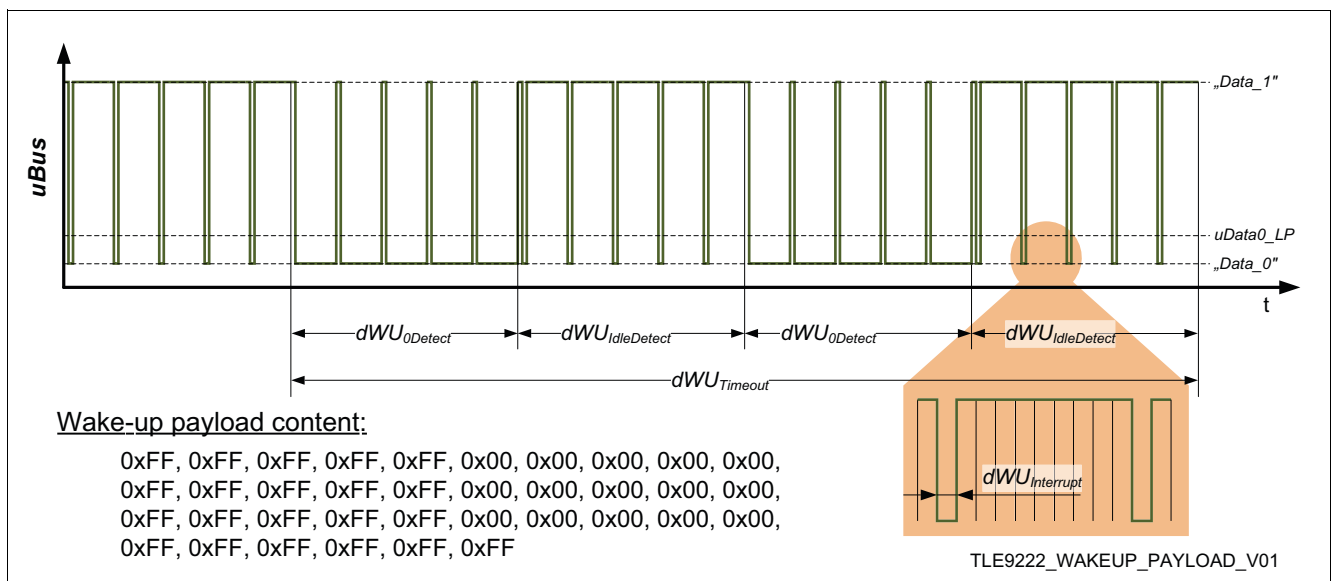 „Data_1"
uBus
uData0_LP
„Data_0"
t
dWU0Detect
dWUIdleDetect
dWU0Detect
dWUIdleDetect
dWUTimeout
Wake-up payload content:
0xFF, 0xFF, 0xFF, 0xFF, 0xFF, 0x00, 0x00, 0x00, 0x00, 0x00,
0xFF, 0xFF, 0xFF, 0xFF, 0xFF, 0x00, 0x00, 0x00, 0x00, 0x00,
0xFF, 0xFF, 0xFF, 0xFF, 0xFF, 0x00, 0x00, 0x00, 0x00, 0x00,
0xFF, 0xFF, 0xFF, 0xFF, 0xFF, 0xFF
dWUInterrupt
TLE9222_WAKEUP_PAYLOAD_V01